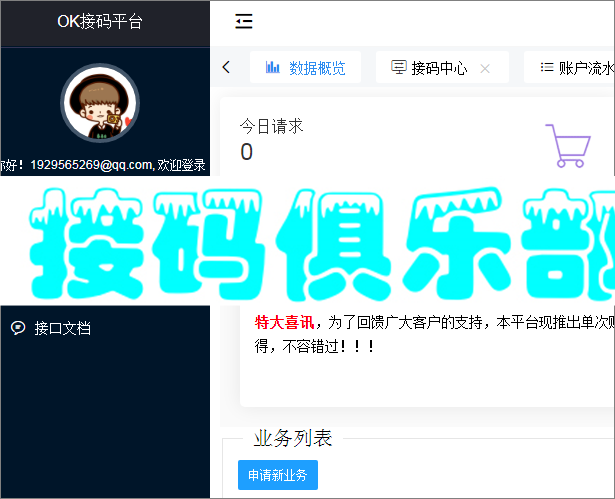 OK接码平台
数据概览
接码中心
账户流水
今日请求
0
你好！1929565269@qq.com, 欢迎登录
接码俱乐部
接口文档
特大喜讯，为了回馈广大客户的支持，本平台现推出单次
得，不容错过！！！
业务列表
申请新业务